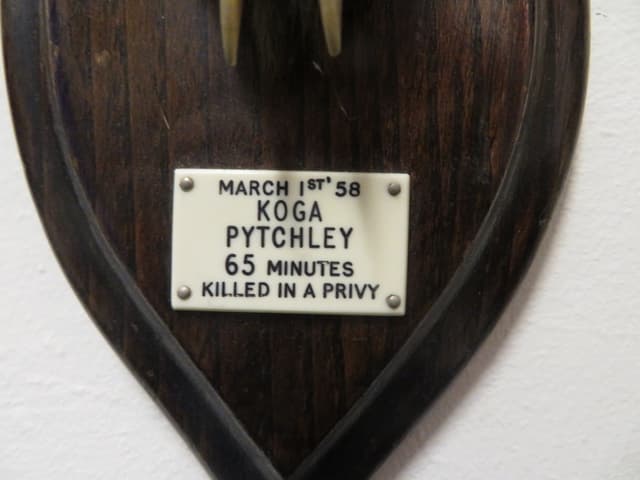 MARCH 1ST '58
KOGA
PYTCHLEY
65 MINUTES
KILLED IN A PRIVY